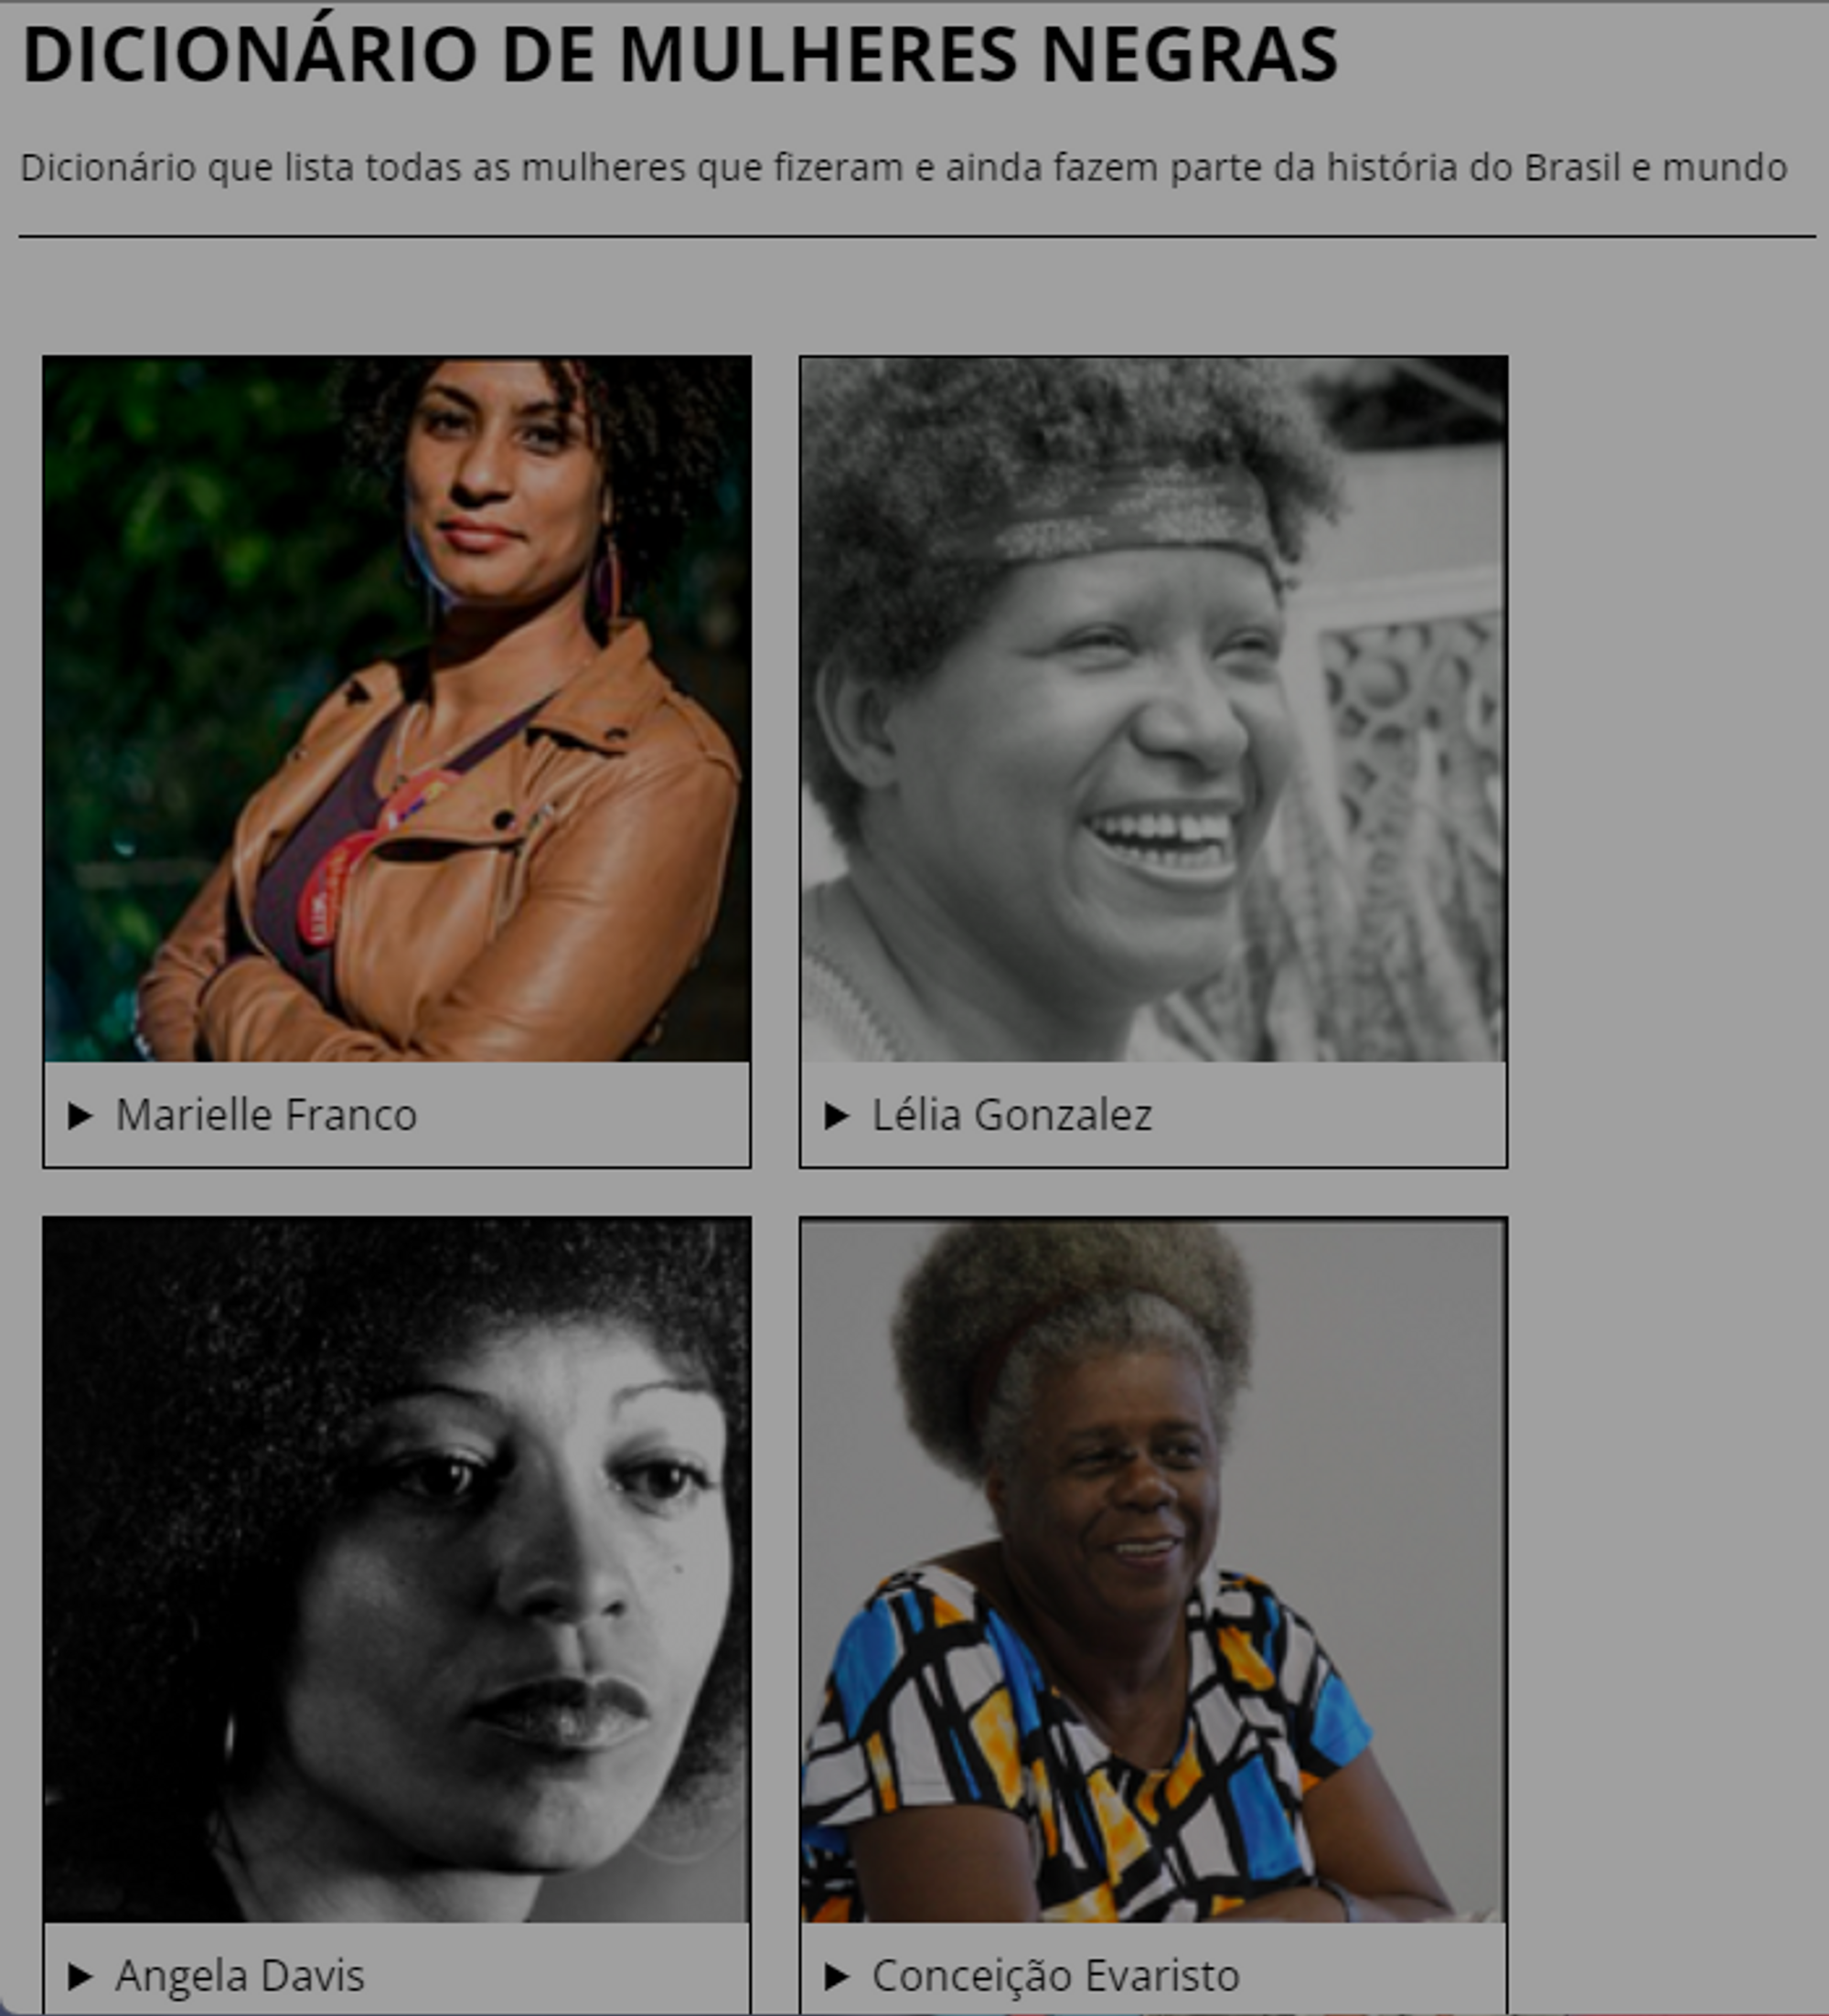 DICIONÁRIO DE MULHERES NEGRAS
Dicionário que lista todas as mulheres que fizeram e ainda fazem parte da história do Brasil e mundo
Marielle Franco
Lélia Gonzalez
Angela Davis
Conceição Evaristo